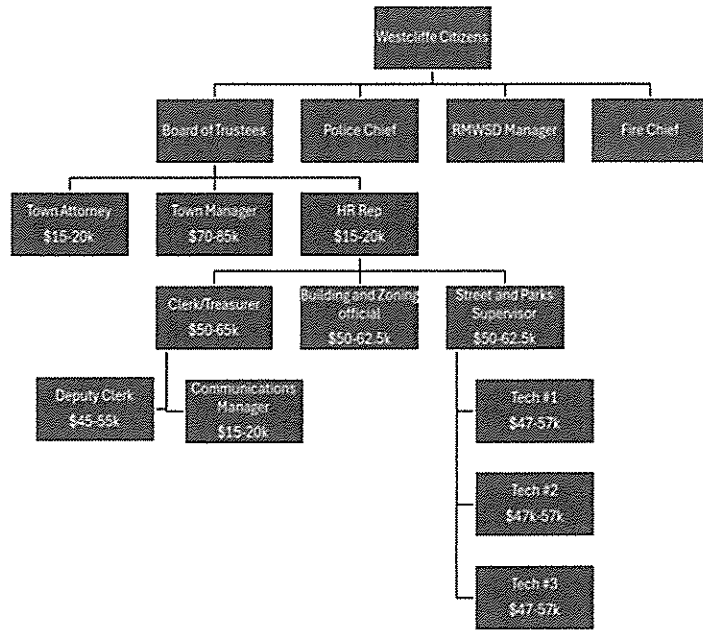 Westcliffe Citizens
Board of Trustees
Police Chief
RMWSD Manager
Fire Chief
Town Attorney
$15-20k
Town Manager
$70-85k
HR Rep
$15-20k
Clerk/Treasurer
$50-65k
Building and Zoning
official
$50-62.5k
Street and Parks
Supervisor
$50-62.5k
Deputy Clerk
$45-55k
Communications
Manager
$15-20k
Tech #1
$47-57k
Tech #2
$47k-57k
Tech #3
$47-57k